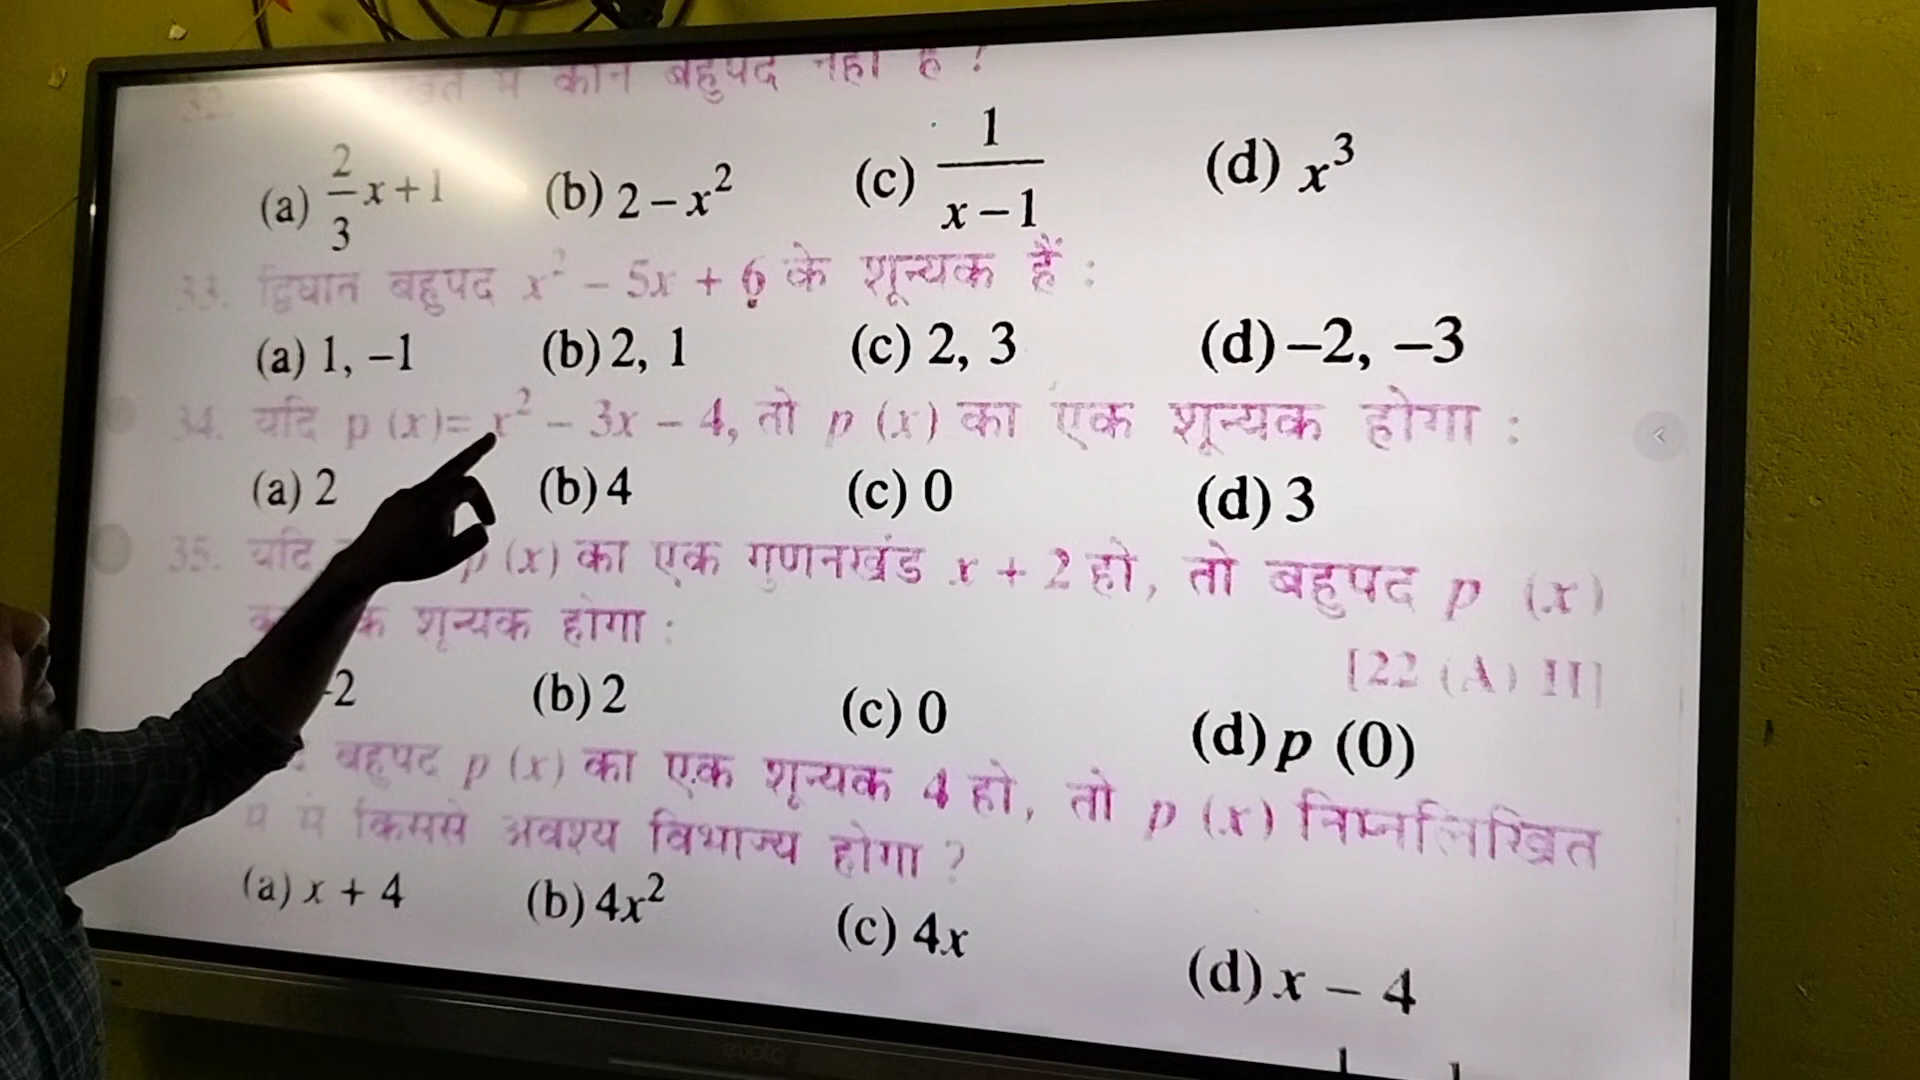 32. में कौन बहुपद नहीं है ?
(a) 2/3 x + 1 (b) 2 – x² (c) 1/(x – 1) (d) x³
33. द्विघात बहुपद x² – 5x + 6 के शून्यक हैं :
(a) 1, –1 (b) 2, 1 (c) 2, 3 (d) –2, –3
34. यदि p (x)= x² – 3x – 4, तो p (x) का एक शून्यक होगा :
(a) 2 (b) 4 (c) 0 (d) 3
35. यदि p (x) का एक गुणनखंड x + 2 हो, तो बहुपद p (x)
शून्यक होगा :
[22 (A) II]
-2 (b) 2 (c) 0 (d) p (0)
बहुपद p (x) का एक शून्यक 4 हो, तो p (x) निम्नलिखित
में किससे अवश्य विभाज्य होगा ?
(a) x + 4 (b) 4x² (c) 4x (d) x – 4